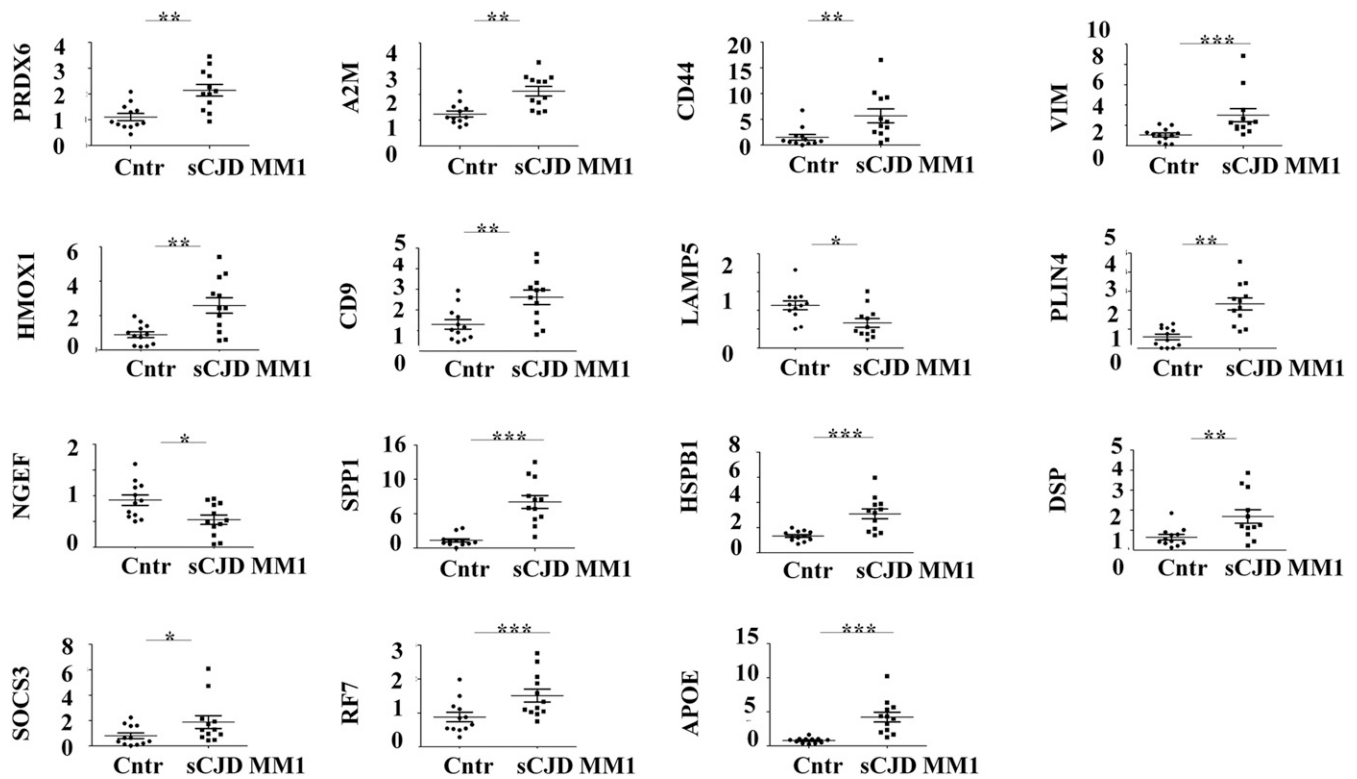 ** ** ** ***
PRDX6 4 3 2 1 0 A2M 4 3 2 1 0 CD44 20 15 10 5 0 VIM 10 8 6 4 2 0
Cntr sCJD MM1 Cntr sCJD MM1 Cntr sCJD MM1 Cntr sCJD MM1
** ** * **
HMOX1 6 4 2 0 CD9 5 4 3 2 1 0 LAMP5 2 1 0 PLIN4 5 4 3 2 1 0
Cntr sCJD MM1 Cntr sCJD MM1 Cntr sCJD MM1 Cntr sCJD MM1
* *** *** **
NGEF 2 1 0 SPP1 16 10 6 0 HSPB1 8 6 4 2 0 DSP 5 4 3 2 1 0
Cntr sCJD MM1 Cntr sCJD MM1 Cntr sCJD MM1 Cntr sCJD MM1
* *** ***
SOCS3 8 6 4 2 0 RF7 3 2 1 0 APOE 15 10 5 0
Cntr sCJD MM1 Cntr sCJD MM1 Cntr sCJD MM1